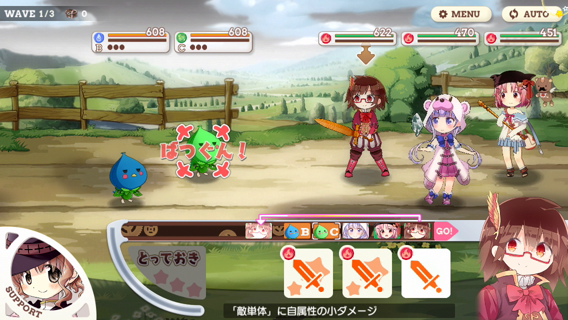 WAVE 1/3 0
MENU
AUTO
608
B
608
C
622
470
451
ばつぐん！
B
C
GO!
とっておき
SUPPORT
「敵単体」に自属性の小ダメージ